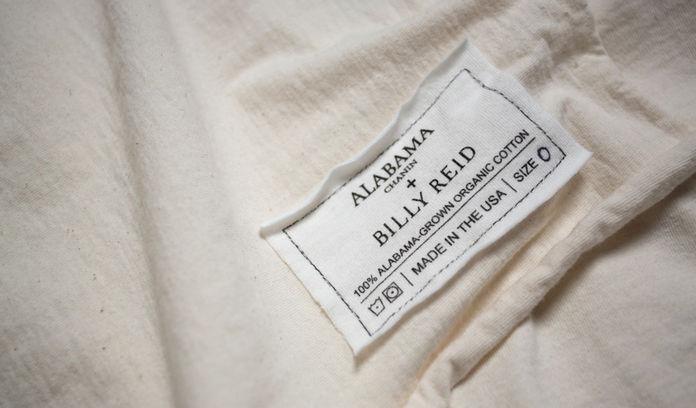 ALABAMA
CHANIN
+
BILLY REID
100% ALABAMA-GROWN ORGANIC COTTON
MADE IN THE USA | SIZE 0